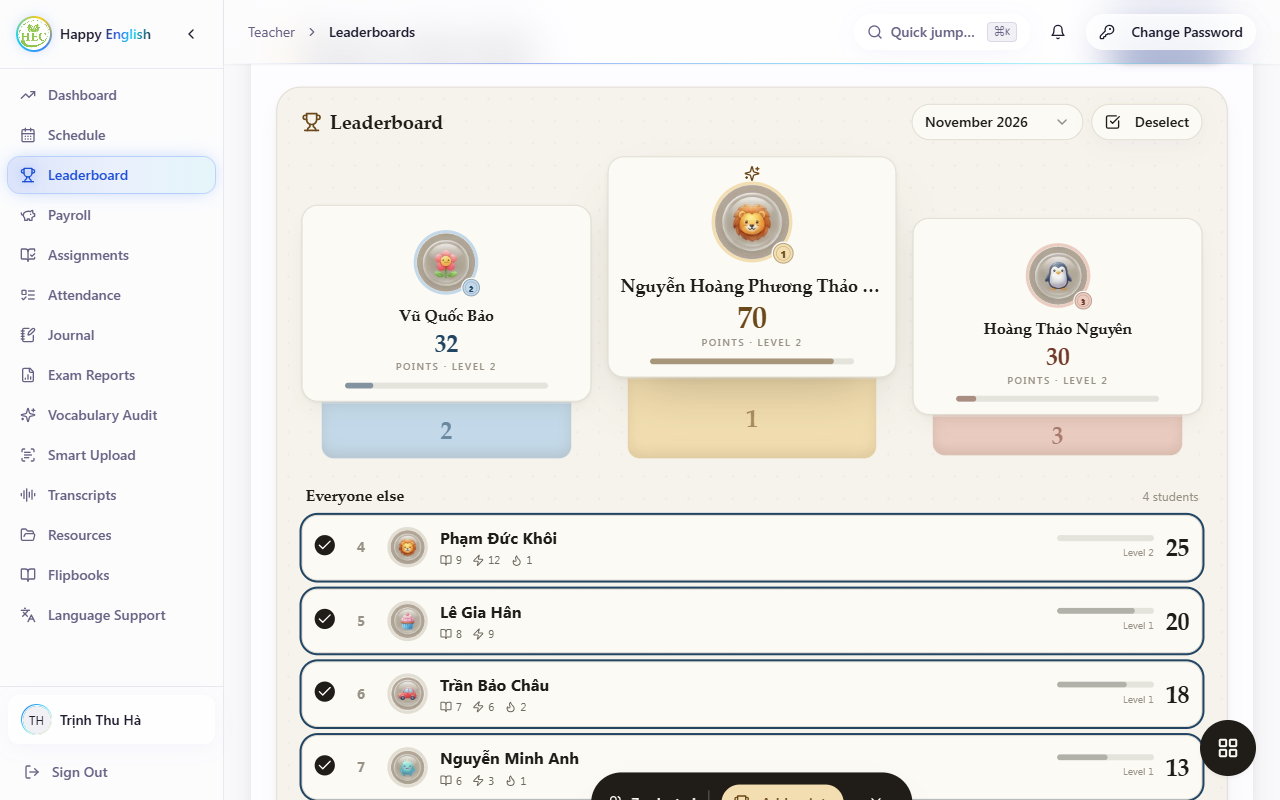 HEC
Happy English
Teacher
Leaderboards
Quick jump...
⌘K
Change Password
Dashboard
Schedule
Leaderboard
Payroll
Assignments
Attendance
Journal
Exam Reports
Vocabulary Audit
Smart Upload
Transcripts
Resources
Flipbooks
Language Support
TH
Trịnh Thu Hà
Sign Out
Leaderboard
November 2026
Deselect
2
Vũ Quốc Bảo
32
POINTS · LEVEL 2
2
1
Nguyễn Hoàng Phương Thảo ...
70
POINTS · LEVEL 2
1
3
Hoàng Thảo Nguyên
30
POINTS · LEVEL 2
3
Everyone else
4 students
4
Phạm Đức Khôi
9 12 1
Level 2
25
5
Lê Gia Hân
8 9
Level 1
20
6
Trần Bảo Châu
7 6 2
Level 1
18
7
Nguyễn Minh Anh
6 3 1
Level 1
13